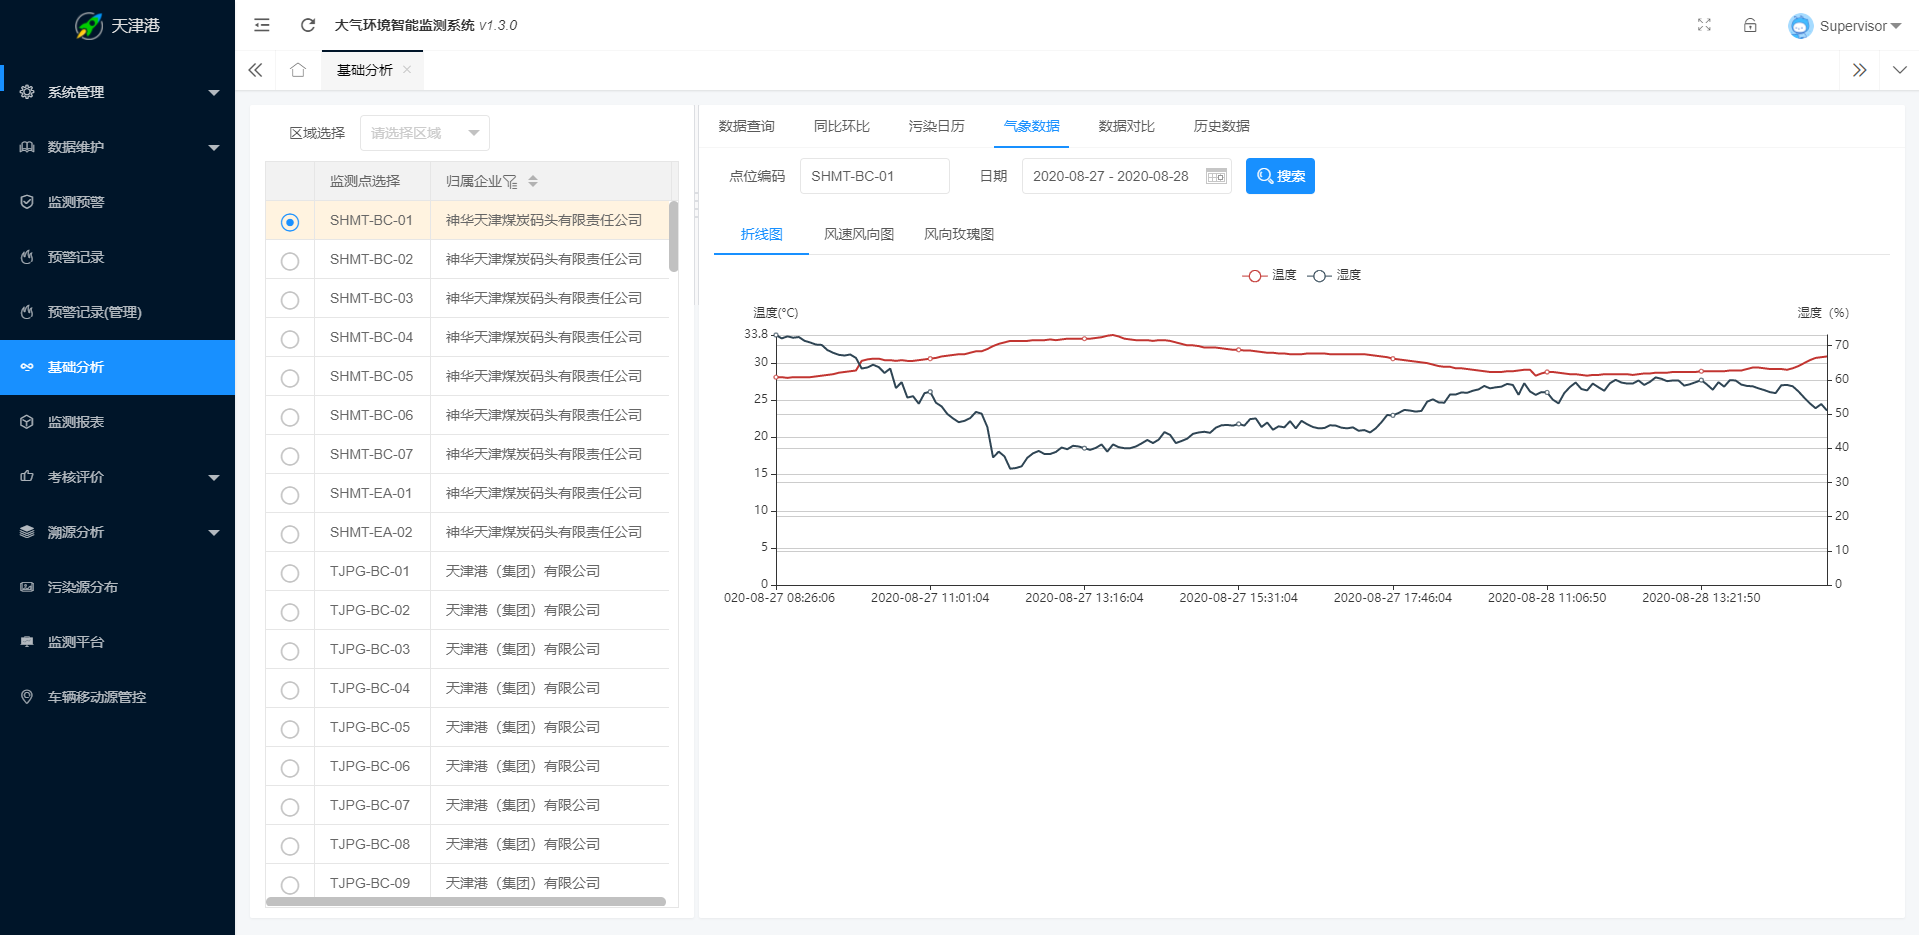 天津港
系统管理
数据维护
监测预警
预警记录
预警记录(管理)
基础分析
监测报表
考核评价
溯源分析
污染源分布
监测平台
车辆移动源管控
大气环境智能监测系统 v1.3.0
Supervisor
基础分析
区域选择 请选择区域
监测点选择 归属企业
SHMT-BC-01 神华天津煤炭码头有限责任公司
SHMT-BC-02 神华天津煤炭码头有限责任公司
SHMT-BC-03 神华天津煤炭码头有限责任公司
SHMT-BC-04 神华天津煤炭码头有限责任公司
SHMT-BC-05 神华天津煤炭码头有限责任公司
SHMT-BC-06 神华天津煤炭码头有限责任公司
SHMT-BC-07 神华天津煤炭码头有限责任公司
SHMT-EA-01 神华天津煤炭码头有限责任公司
SHMT-EA-02 神华天津煤炭码头有限责任公司
TJPG-BC-01 天津港（集团）有限公司
TJPG-BC-02 天津港（集团）有限公司
TJPG-BC-03 天津港（集团）有限公司
TJPG-BC-04 天津港（集团）有限公司
TJPG-BC-05 天津港（集团）有限公司
TJPG-BC-06 天津港（集团）有限公司
TJPG-BC-07 天津港（集团）有限公司
TJPG-BC-08 天津港（集团）有限公司
TJPG-BC-09 天津港（集团）有限公司
数据查询 同比环比 污染日历 气象数据 数据对比 历史数据
点位编码 SHMT-BC-01 日期 2020-08-27 - 2020-08-28 搜索
折线图 风速风向图 风向玫瑰图
温度 湿度
温度(°C) 湿度（%）
33.8
30
25
20
15
10
5
0
70
60
50
40
30
20
10
0
020-08-27 08:26:06 2020-08-27 11:01:04 2020-08-27 13:16:04 2020-08-27 15:31:04 2020-08-27 17:46:04 2020-08-28 11:06:50 2020-08-28 13:21:50